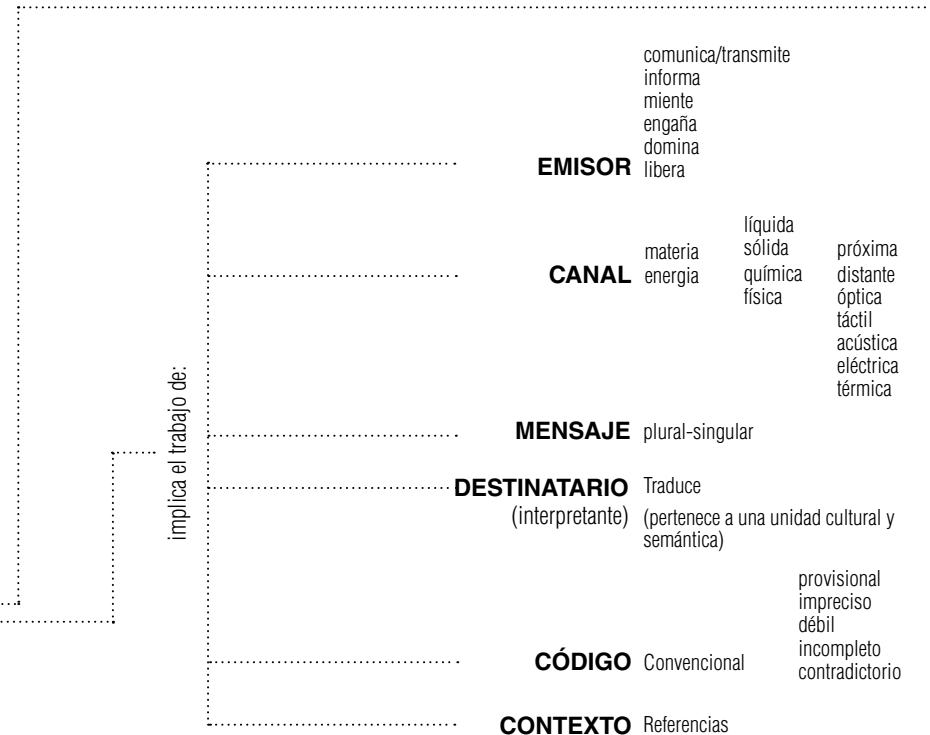 comunica/transmite
informa
miente
engaña
domina
EMISOR libera
líquida
materia sólida próxima
CANAL energia química distante
física óptica
táctil
acústica
eléctrica
térmica
implica el trabajo de:
MENSAJE plural-singular
DESTINATARIO Traduce
(interpretante) (pertenece a una unidad cultural y
semántica)
provisional
impreciso
débil
incompleto
CÓDIGO Convencional contradictorio
CONTEXTO Referencias